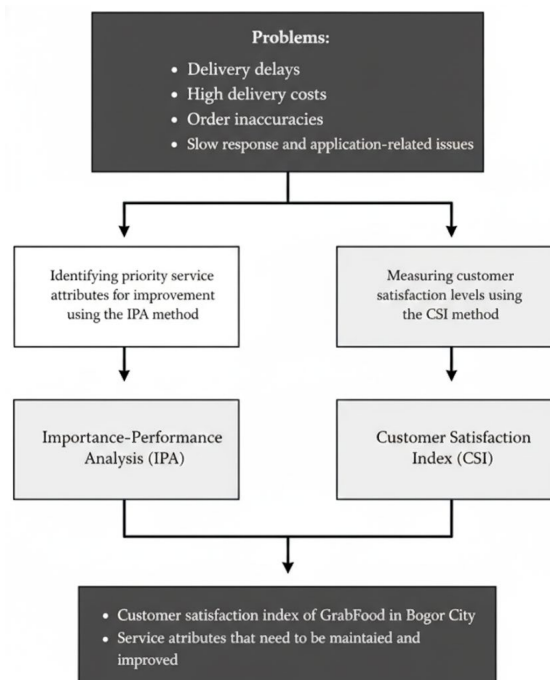 Problems:
• Delivery delays
• High delivery costs
• Order inaccuracies
• Slow response and application-related issues
Identifying priority service
attributes for improvement
using the IPA method
Measuring customer
satisfaction levels using
the CSI method
Importance-Performance
Analysis (IPA)
Customer Satisfaction
Index (CSI)
• Customer satisfaction index of GrabFood in Bogor City
• Service atributes that need to be maintaied and
improved